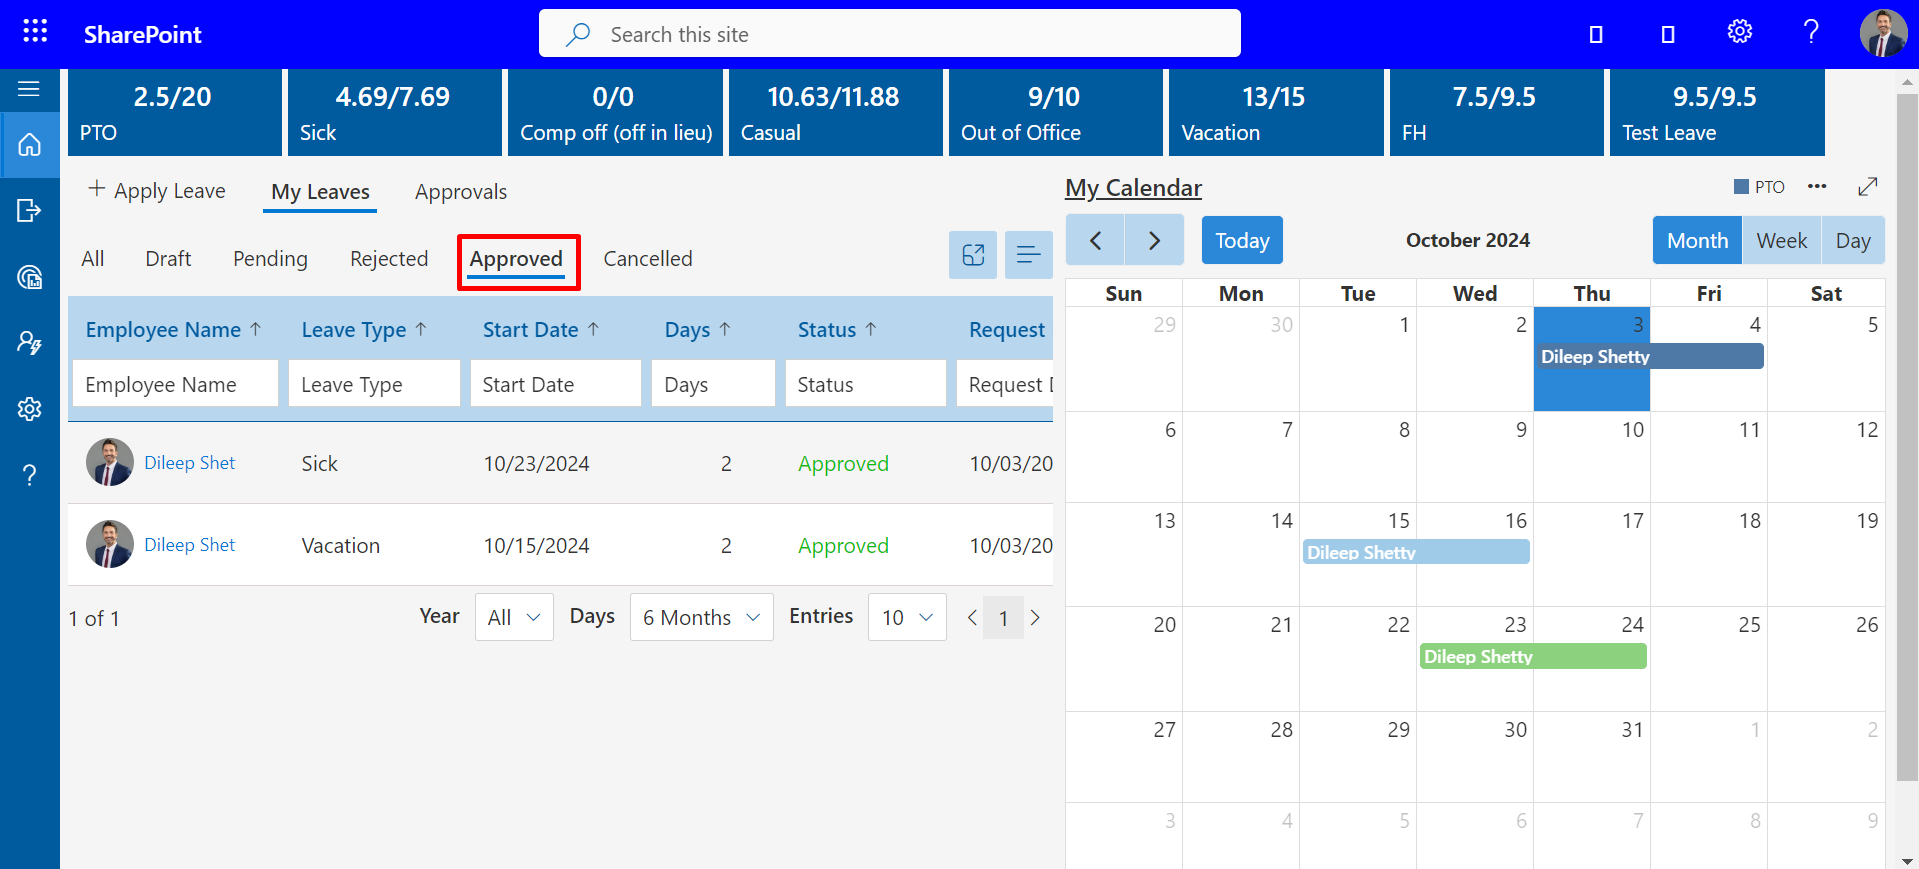 SharePoint
Search this site
2.5/20
PTO
4.69/7.69
Sick
0/0
Comp off (off in lieu)
10.63/11.88
Casual
9/10
Out of Office
13/15
Vacation
7.5/9.5
FH
9.5/9.5
Test Leave
+ Apply Leave My Leaves Approvals
All Draft Pending Rejected Approved Cancelled
Employee Name ↑ Leave Type ↑ Start Date ↑ Days ↑ Status ↑ Request
Employee Name Leave Type Start Date Days Status Request
Dileep Shet Sick 10/23/2024 2 Approved 10/03/20
Dileep Shet Vacation 10/15/2024 2 Approved 10/03/20
1 of 1 Year All Days 6 Months Entries 10 < 1 >
My Calendar PTO
Today October 2024 Month Week Day
Sun Mon Tue Wed Thu Fri Sat
29 30 1 2 3 4 5
Dileep Shetty
6 7 8 9 10 11 12
13 14 15 16 17 18 19
Dileep Shetty
20 21 22 23 24 25 26
Dileep Shetty
27 28 29 30 31 1 2
3 4 5 6 7 8 9